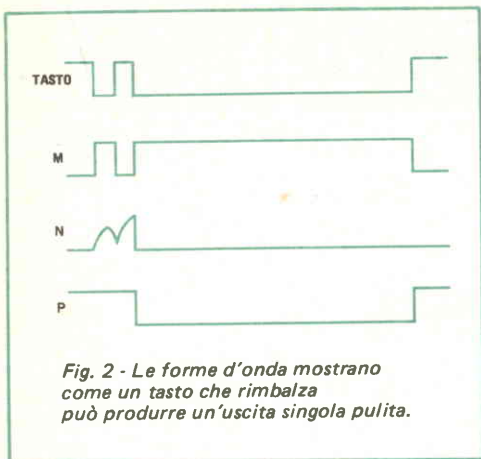 TASTO
M
N
P
Fig. 2 - Le forme d'onda mostrano
come un tasto che rimbalza
può produrre un'uscita singola pulita.